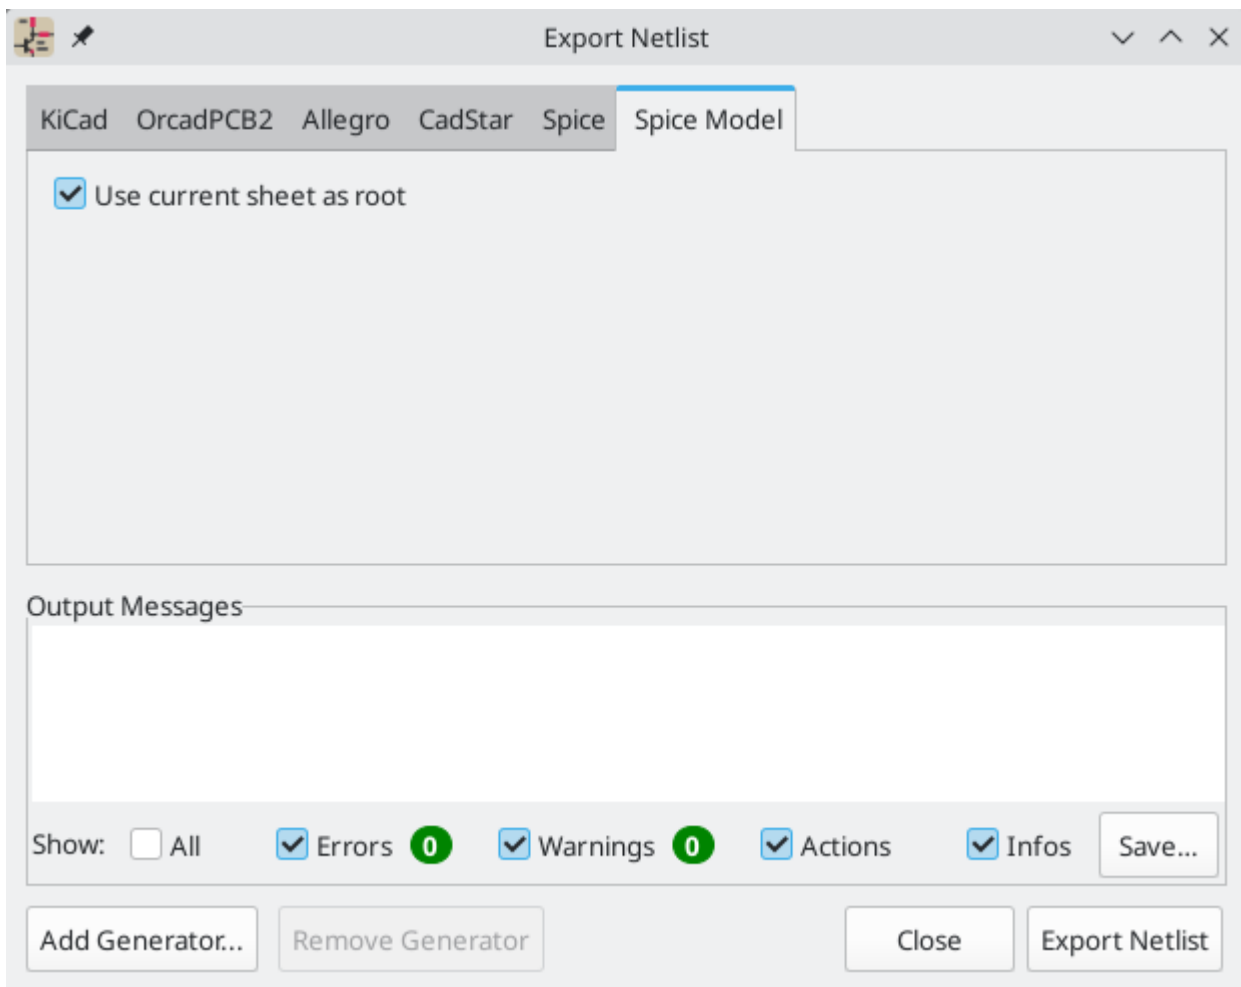 Export Netlist
KiCad OrcadPCB2 Allegro CadStar Spice Spice Model
Use current sheet as root
Output Messages
Show: All Errors 0 Warnings 0 Actions Infos Save...
Add Generator... Remove Generator Close Export Netlist